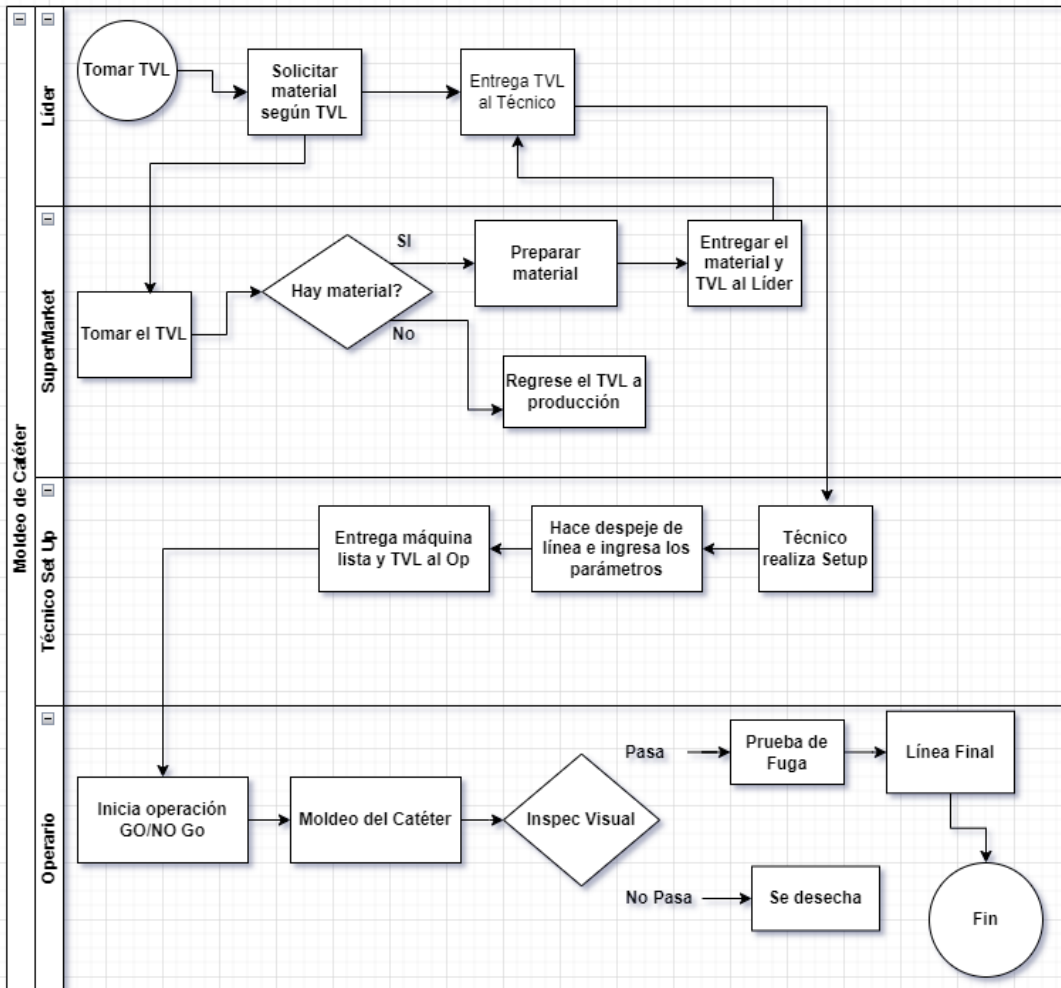 Moldeo de Catéter
Líder
Tomar TVL
Solicitar
material
según TVL
Entrega TVL
al Técnico
SuperMarket
Tomar el TVL
Hay material?
SI
No
Preparar
material
Entregar el
material y
TVL al Líder
Regrese el TVL a
producción
Técnico Set Up
Entrega máquina
lista y TVL al Op
Hace despeje de
línea e ingresa los
parámetros
Técnico
realiza Setup
Operario
Inicia operación
GO/NO Go
Moldeo del Catéter
Inspec Visual
Pasa
Prueba de
Fuga
Línea Final
No Pasa
Se desecha
Fin